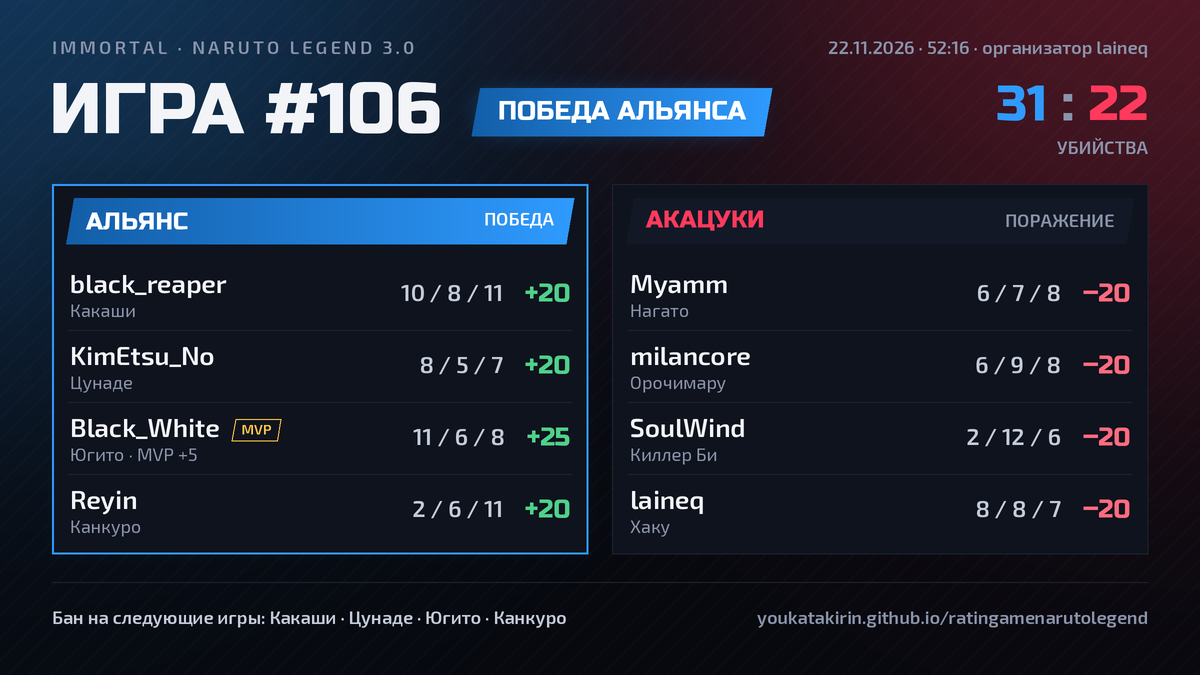 IMMORTAL · NARUTO LEGEND 3.0
22.11.2026 · 52:16 · организатор laineq
ИГРА #106
ПОБЕДА АЛЬЯНСА
31 : 22
УБИЙСТВА
АЛЬЯНС
ПОБЕДА
black_reaper
10 / 8 / 11 +20
Какаши
KimEtsu_No
8 / 5 / 7 +20
Цунаде
Black_White MVP
11 / 6 / 8 +25
Югито · MVP +5
Reyin
2 / 6 / 11 +20
Канкуро
АКАЦУКИ
ПОРАЖЕНИЕ
Myamm
6 / 7 / 8 −20
Нагато
milancore
6 / 9 / 8 −20
Орочимару
SoulWind
2 / 12 / 6 −20
Киллер Би
laineq
8 / 8 / 7 −20
Хаку
Бан на следующие игры: Какаши · Цунаде · Югито · Канкуро
youkatakirin.github.io/ratingamenarutolegend